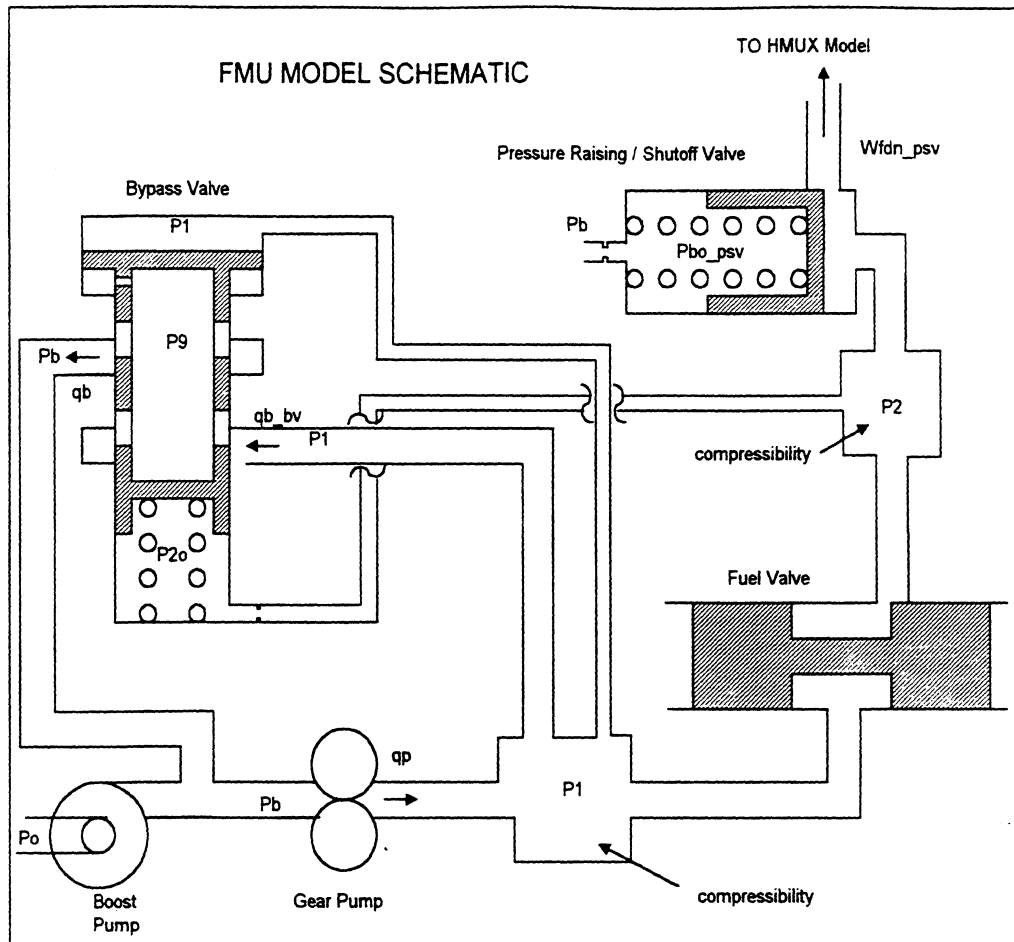 TO HMUX Model
FMU MODEL SCHEMATIC
Wfdn_psv
Pressure Raising / Shutoff Valve
Bypass Valve
P1
Pb
Pbo_psv
P9
Pb
qb
qb_bv
P1
P2
compressibility
P2o
Fuel Valve
qp
P1
Pb
Po
Boost
Pump
Gear Pump
compressibility